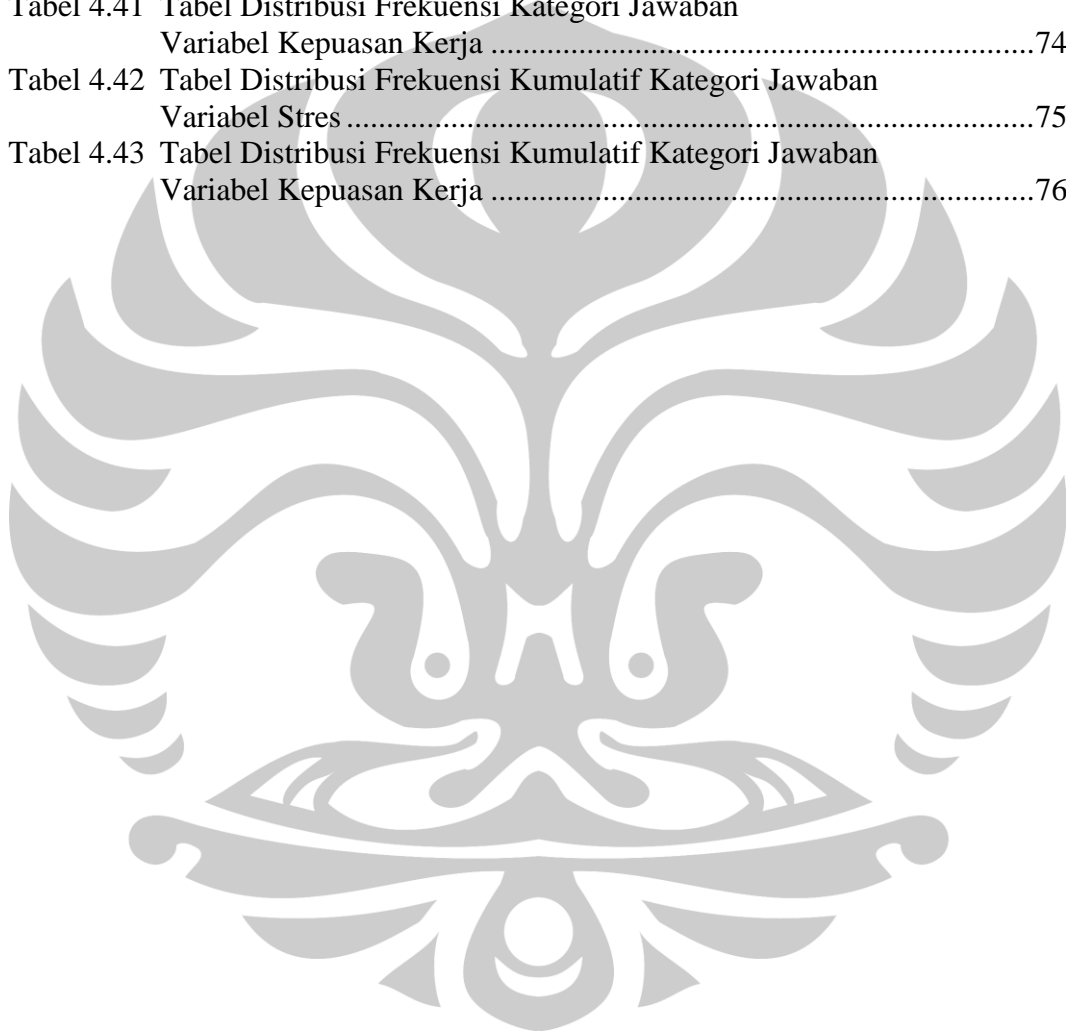 Tabel 4.41 Tabel Distribusi Frekuensi Kategori Jawaban
Variabel Kepuasan Kerja ....................................................................74
Tabel 4.42 Tabel Distribusi Frekuensi Kumulatif Kategori Jawaban
Variabel Stres ......................................................................................75
Tabel 4.43 Tabel Distribusi Frekuensi Kumulatif Kategori Jawaban
Variabel Kepuasan Kerja ....................................................................76